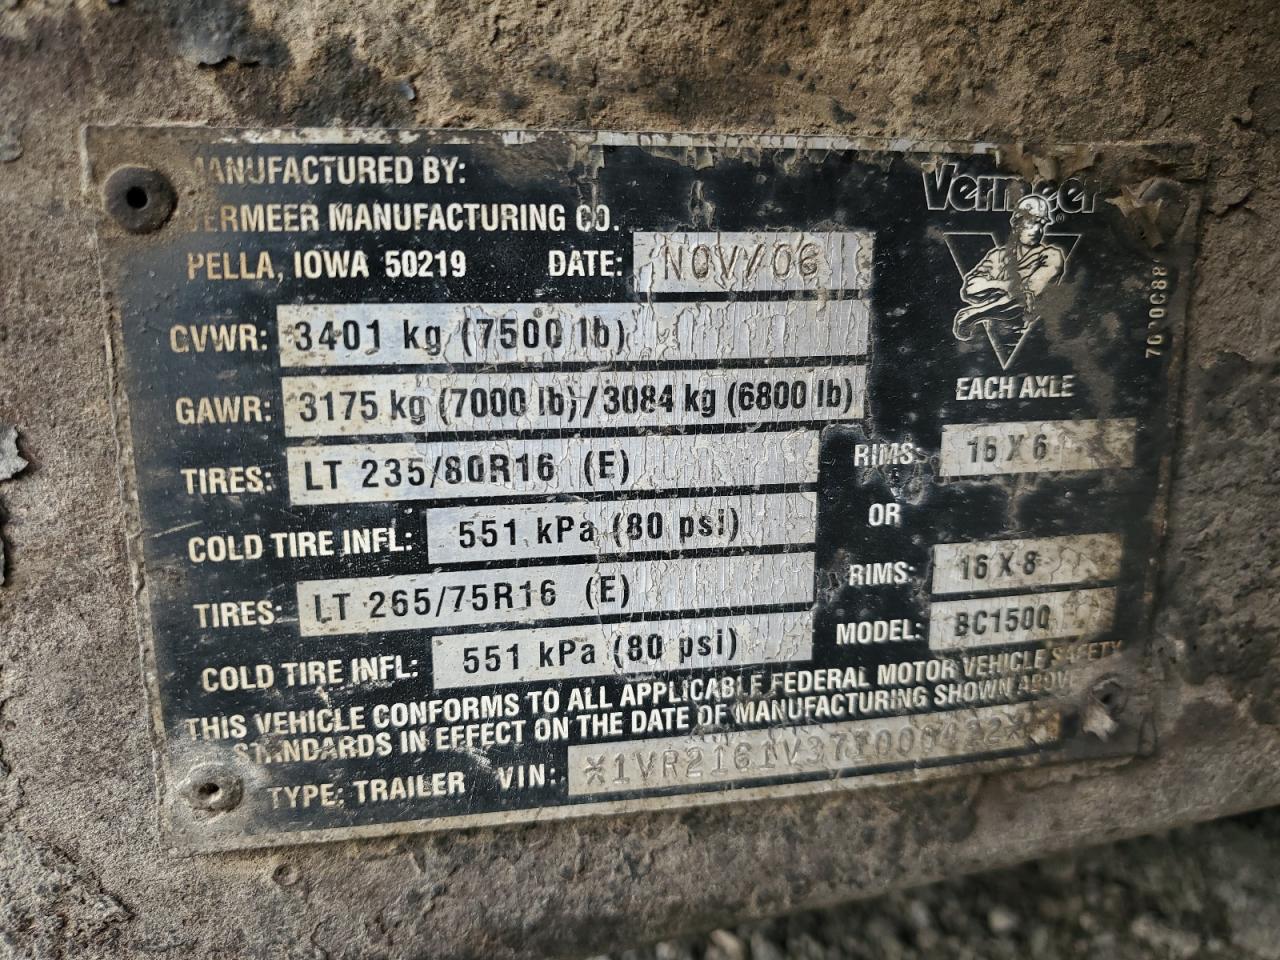 MANUFACTURED BY:
VERMEER MANUFACTURING CO.
PELLA, IOWA 50219 DATE: NOV/06
Vermeer ®
GVWR: 3401 kg (7500 lb)
GAWR: 3175 kg (7000 lb)/3084 kg (6800 lb) EACH AXLE
TIRES: LT 235/80R16 (E) RIMS: 16 X 6
COLD TIRE INFL: 551 kPa (80 psi) OR
TIRES: LT 265/75R16 (E) RIMS: 16 X 8
COLD TIRE INFL: 551 kPa (80 psi) MODEL: BC1500
THIS VEHICLE CONFORMS TO ALL APPLICABLE FEDERAL MOTOR VEHICLE SAFETY
STANDARDS IN EFFECT ON THE DATE OF MANUFACTURING SHOWN ABOVE
TYPE: TRAILER VIN: